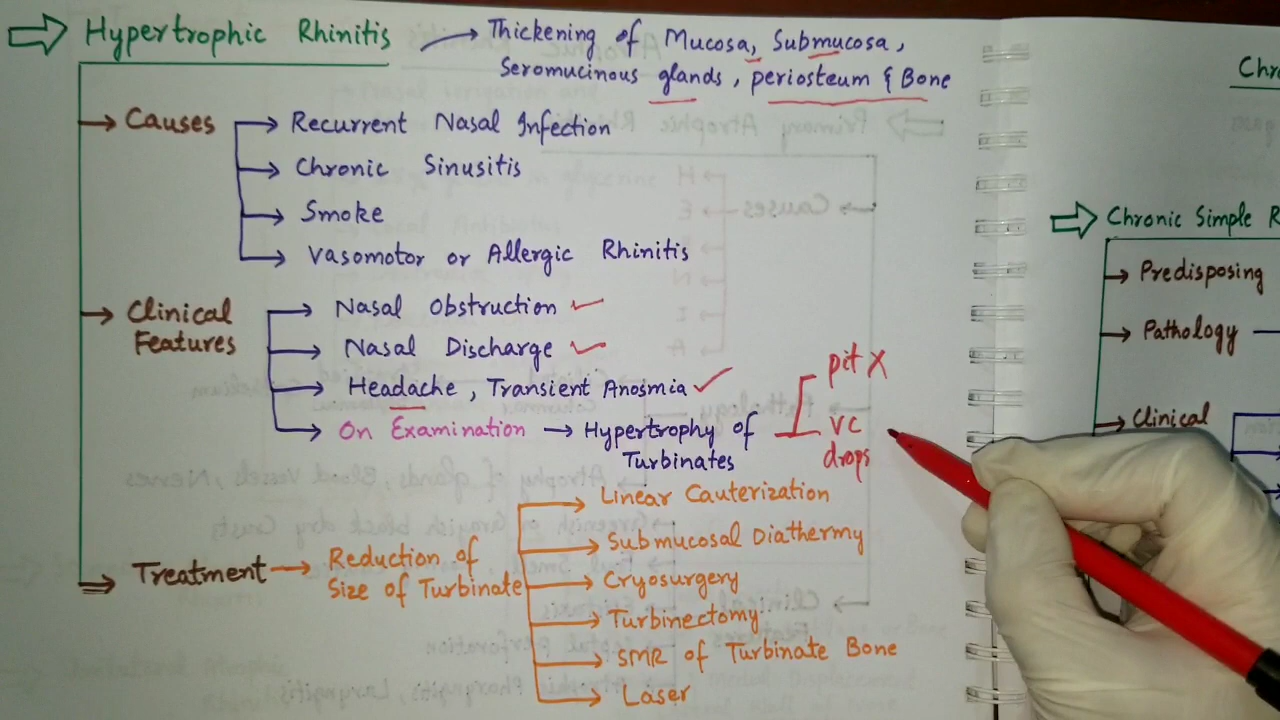 Hypertrophic Rhinitis → Thickening of Mucosa, Submucosa,
Seromucinous glands, periosteum & Bone
Causes
Recurrent Nasal Infection
Chronic Sinusitis
Smoke
Vasomotor or Allergic Rhinitis
Clinical
Features
Nasal Obstruction ✓
Nasal Discharge ✓
Headache, Transient Anosmia ✓
On Examination → Hypertrophy of
Turbinates
pit X
VC
drops
Treatment → Reduction of
Size of Turbinate
Linear Cauterization
Submucosal Diathermy
Cryosurgery
Turbinectomy
SMR of Turbinate Bone
Laser
Chr
Chronic Simple R
Predisposing
Pathology
Clinical